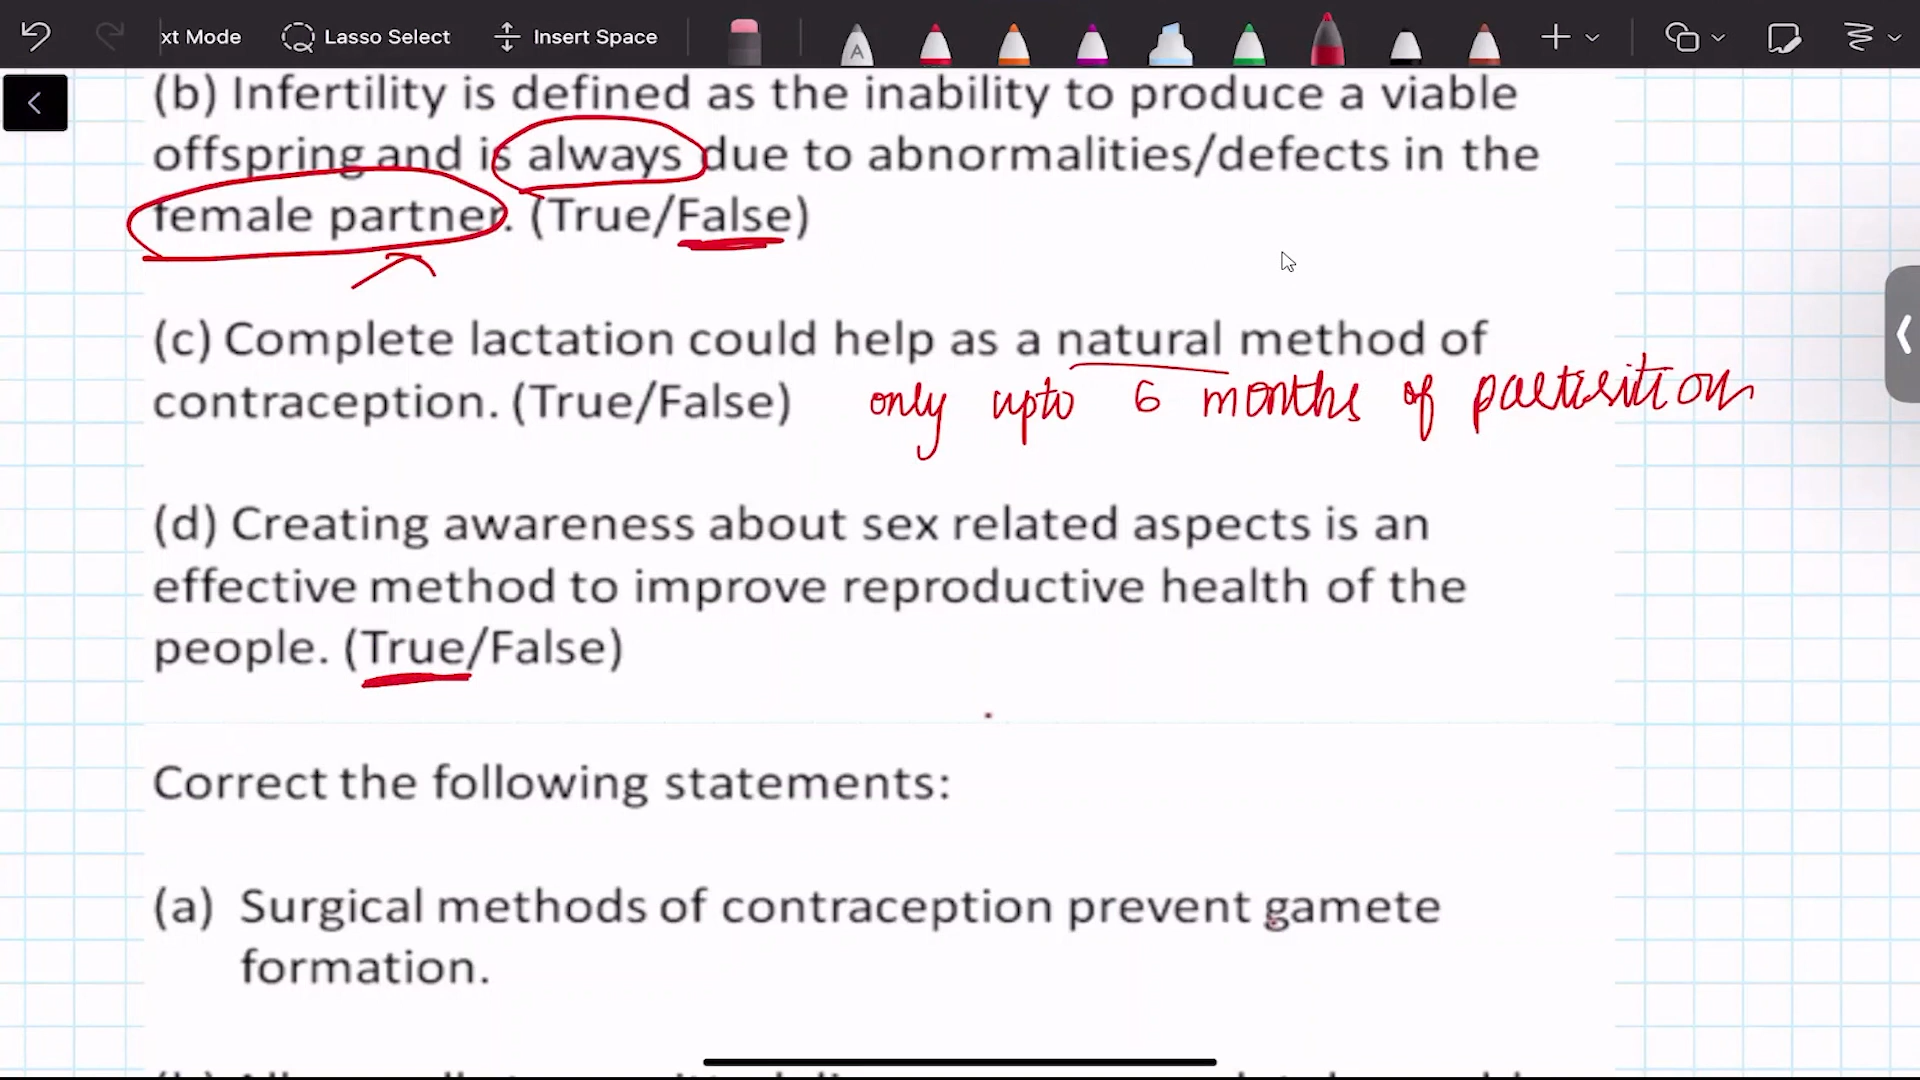 xt Mode Lasso Select Insert Space
(b) Infertility is defined as the inability to produce a viable
offspring and is always due to abnormalities/defects in the
female partner. (True/False)
(c) Complete lactation could help as a natural method of
contraception. (True/False) only upto 6 months of
(d) Creating awareness about sex related aspects is an
effective method to improve reproductive health of the
people. (True/False)
Correct the following statements:
(a) Surgical methods of contraception prevent gamete
formation.